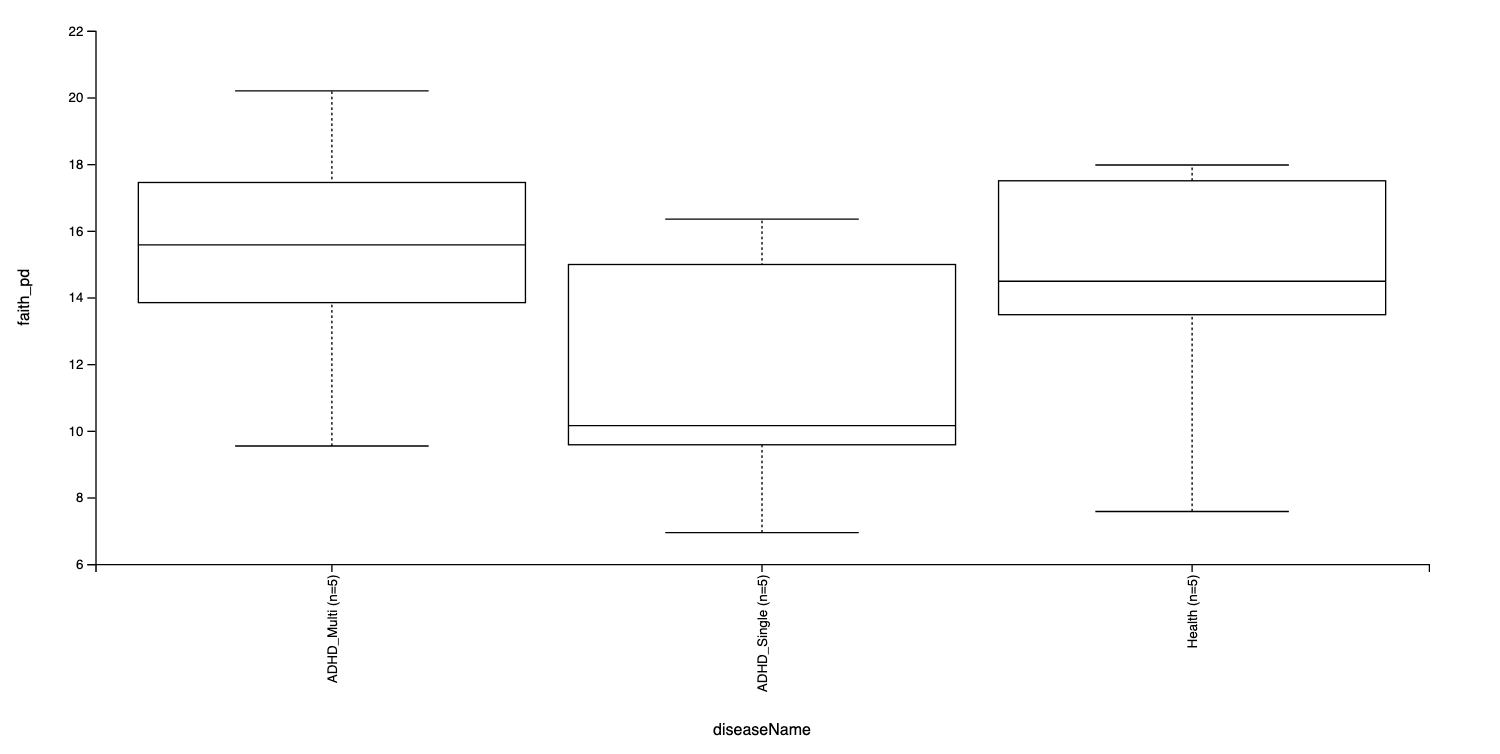 22
20
18
16
14
12
10
8
6
faith_pd
ADHD_Multi (n=5)
ADHD_Single (n=5)
Health (n=5)
diseaseName